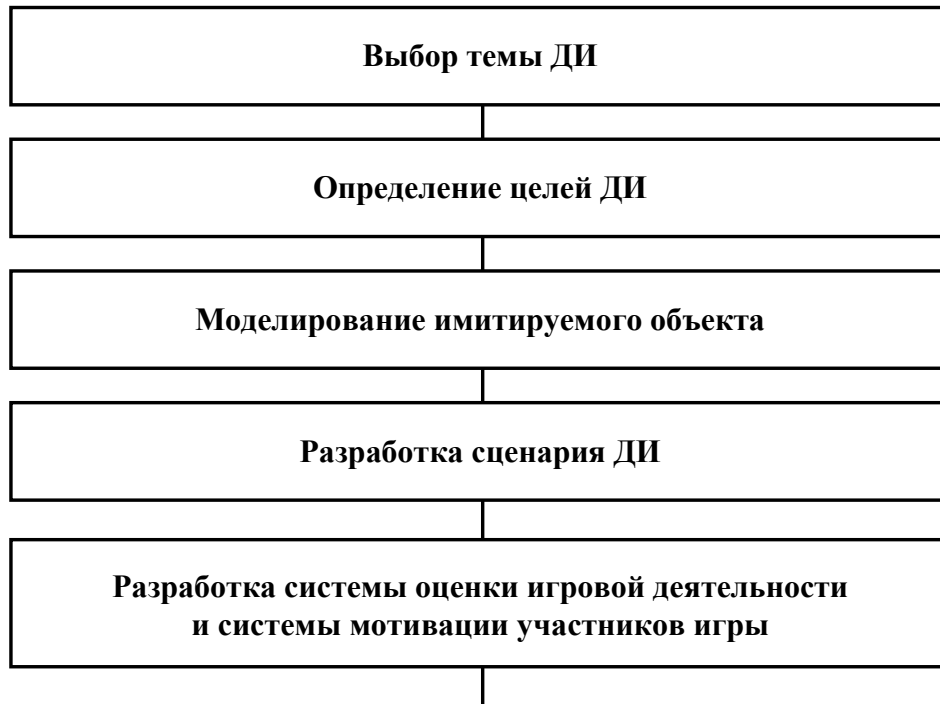 Выбор темы ДИ
Определение целей ДИ
Моделирование имитируемого объекта
Разработка сценария ДИ
Разработка системы оценки игровой деятельности
и системы мотивации участников игры